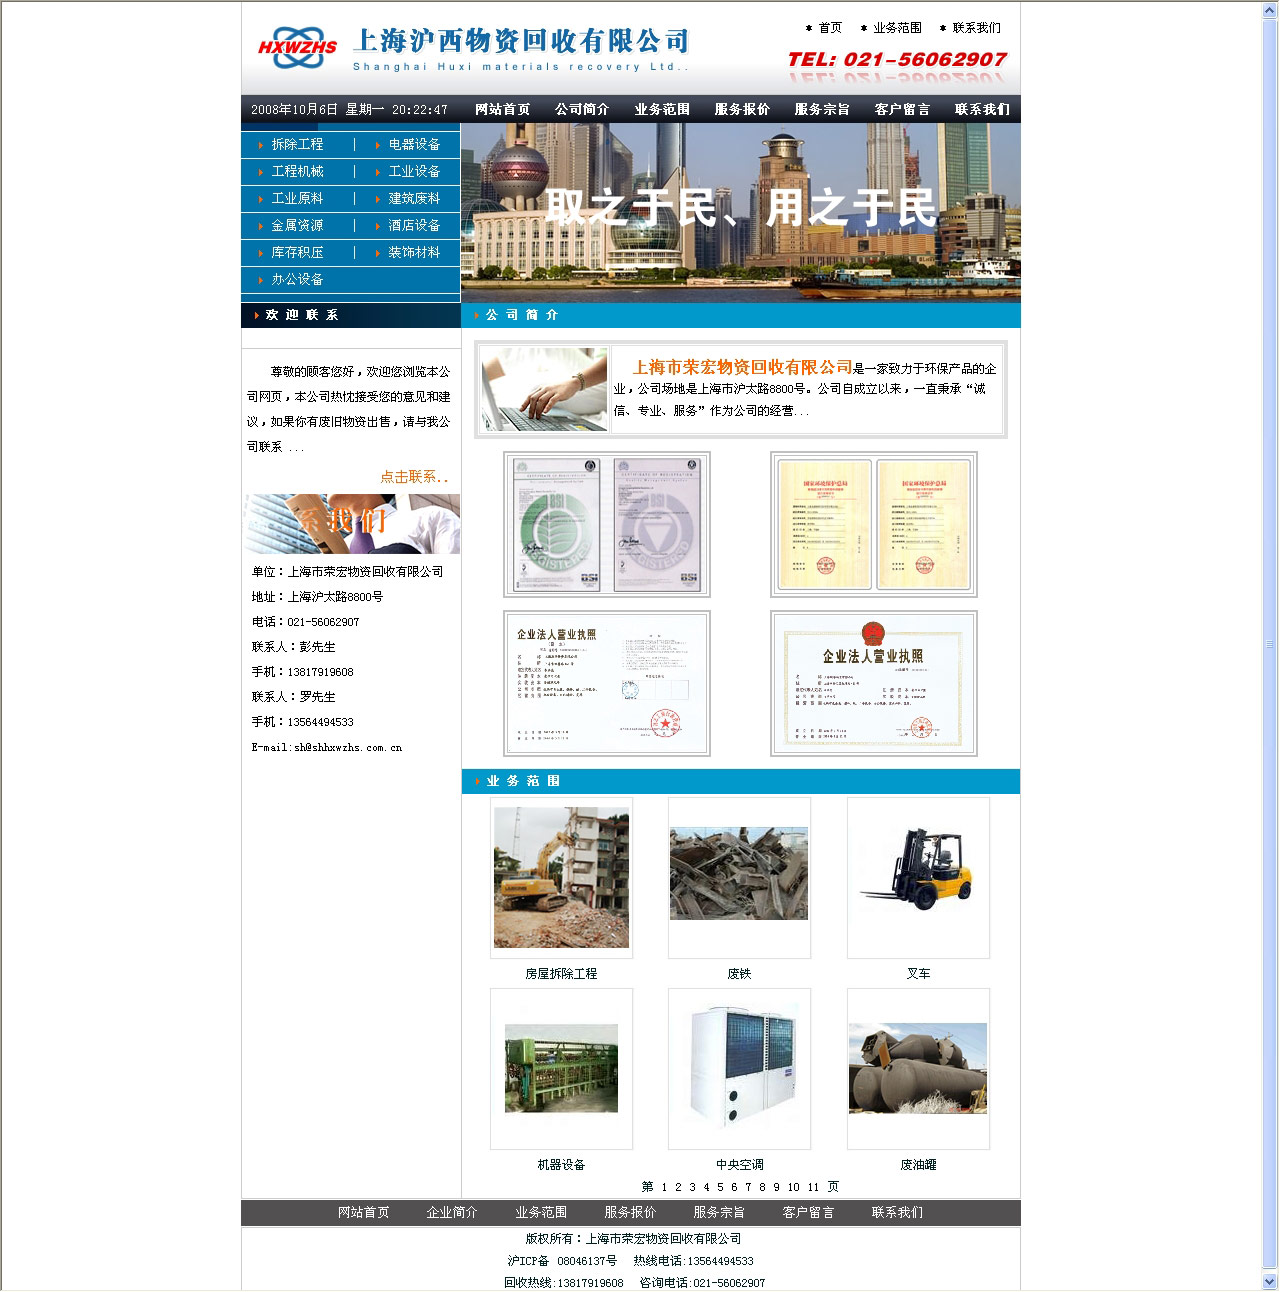 首页 业务范围 联系我们
HXWZHS 上海沪西物资回收有限公司
Shanghai Huxi materials recovery Ltd..
TEL: 021-56062907
2008年10月6日 星期一 20:22:47 网站首页 公司简介 业务范围 服务报价 服务宗旨 客户留言 联系我们
拆除工程 | 电器设备
工程机械 | 工业设备
工业原料 | 建筑废料
金属资源 | 酒店设备
库存积压 | 装饰材料
办公设备
取之于民、用之于民
欢迎联系
尊敬的顾客您好，欢迎您浏览本公
司网页，本公司热忱接受您的意见和建
议，如果你有废旧物资出售，请与我公
司联系 ...
点击联系..
系我们
单位：上海市荣宏物资回收有限公司
地址：上海沪太路8800号
电话：021-56062907
联系人：彭先生
手机：13817919608
联系人：罗先生
手机：13564494533
E-mail:sh@shhxwzhs.com.cn
公司简介
上海市荣宏物资回收有限公司是一家致力于环保产品的企
业，公司场地是上海市沪太路8800号。公司自成立以来，一直秉承“诚
信、专业、服务”作为公司的经营...
国家环境保护总局 国家环境保护总局
企业法人营业执照
企业法人营业执照
业务范围
房屋拆除工程 废铁 叉车
机器设备 中央空调 废油罐
第 1 2 3 4 5 6 7 8 9 10 11 页
网站首页 企业简介 业务范围 服务报价 服务宗旨 客户留言 联系我们
版权所有：上海市荣宏物资回收有限公司
沪ICP备 08046137号 热线电话:13564494533
回收热线:13817919608 咨询电话:021-56062907